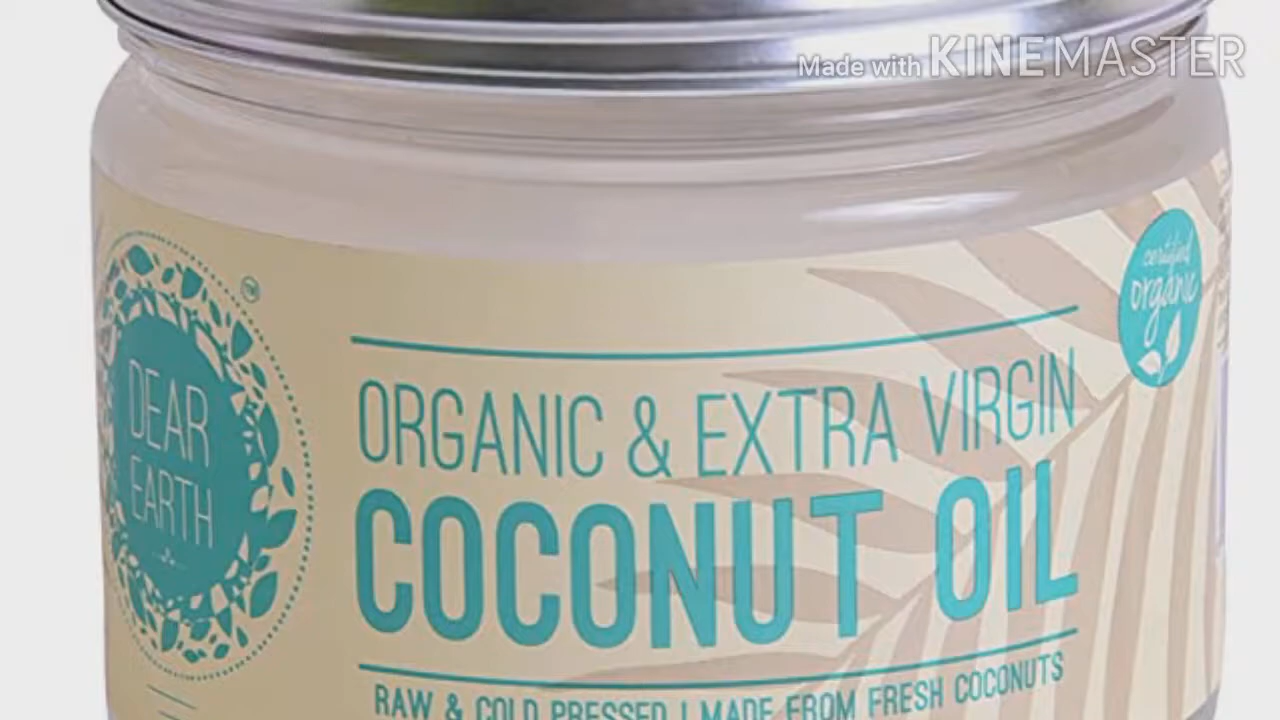 Made with KINEMASTER
certified
organic
DEAR
EARTH
TM
ORGANIC & EXTRA VIRGIN
COCONUT OIL
RAW & COLD PRESSED | MADE FROM FRESH COCONUTS